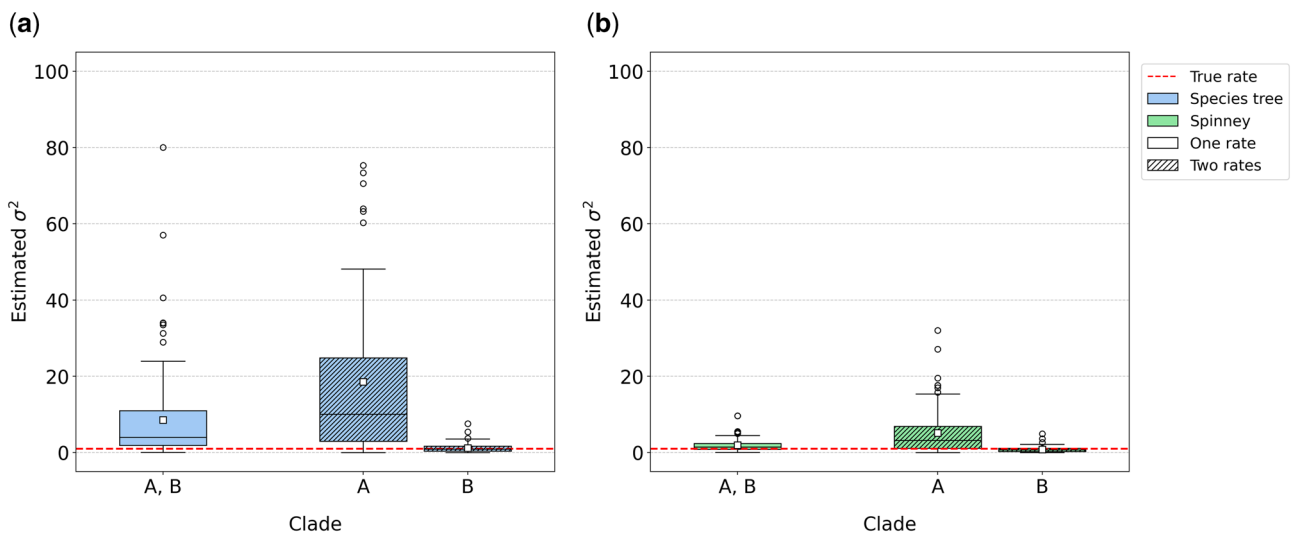 (a)
100
80
60
40
20
0
Estimated σ²
A, B
A
B
Clade
(b)
100
80
60
40
20
0
Estimated σ²
A, B
A
B
Clade
True rate
Species tree
Spinney
One rate
Two rates